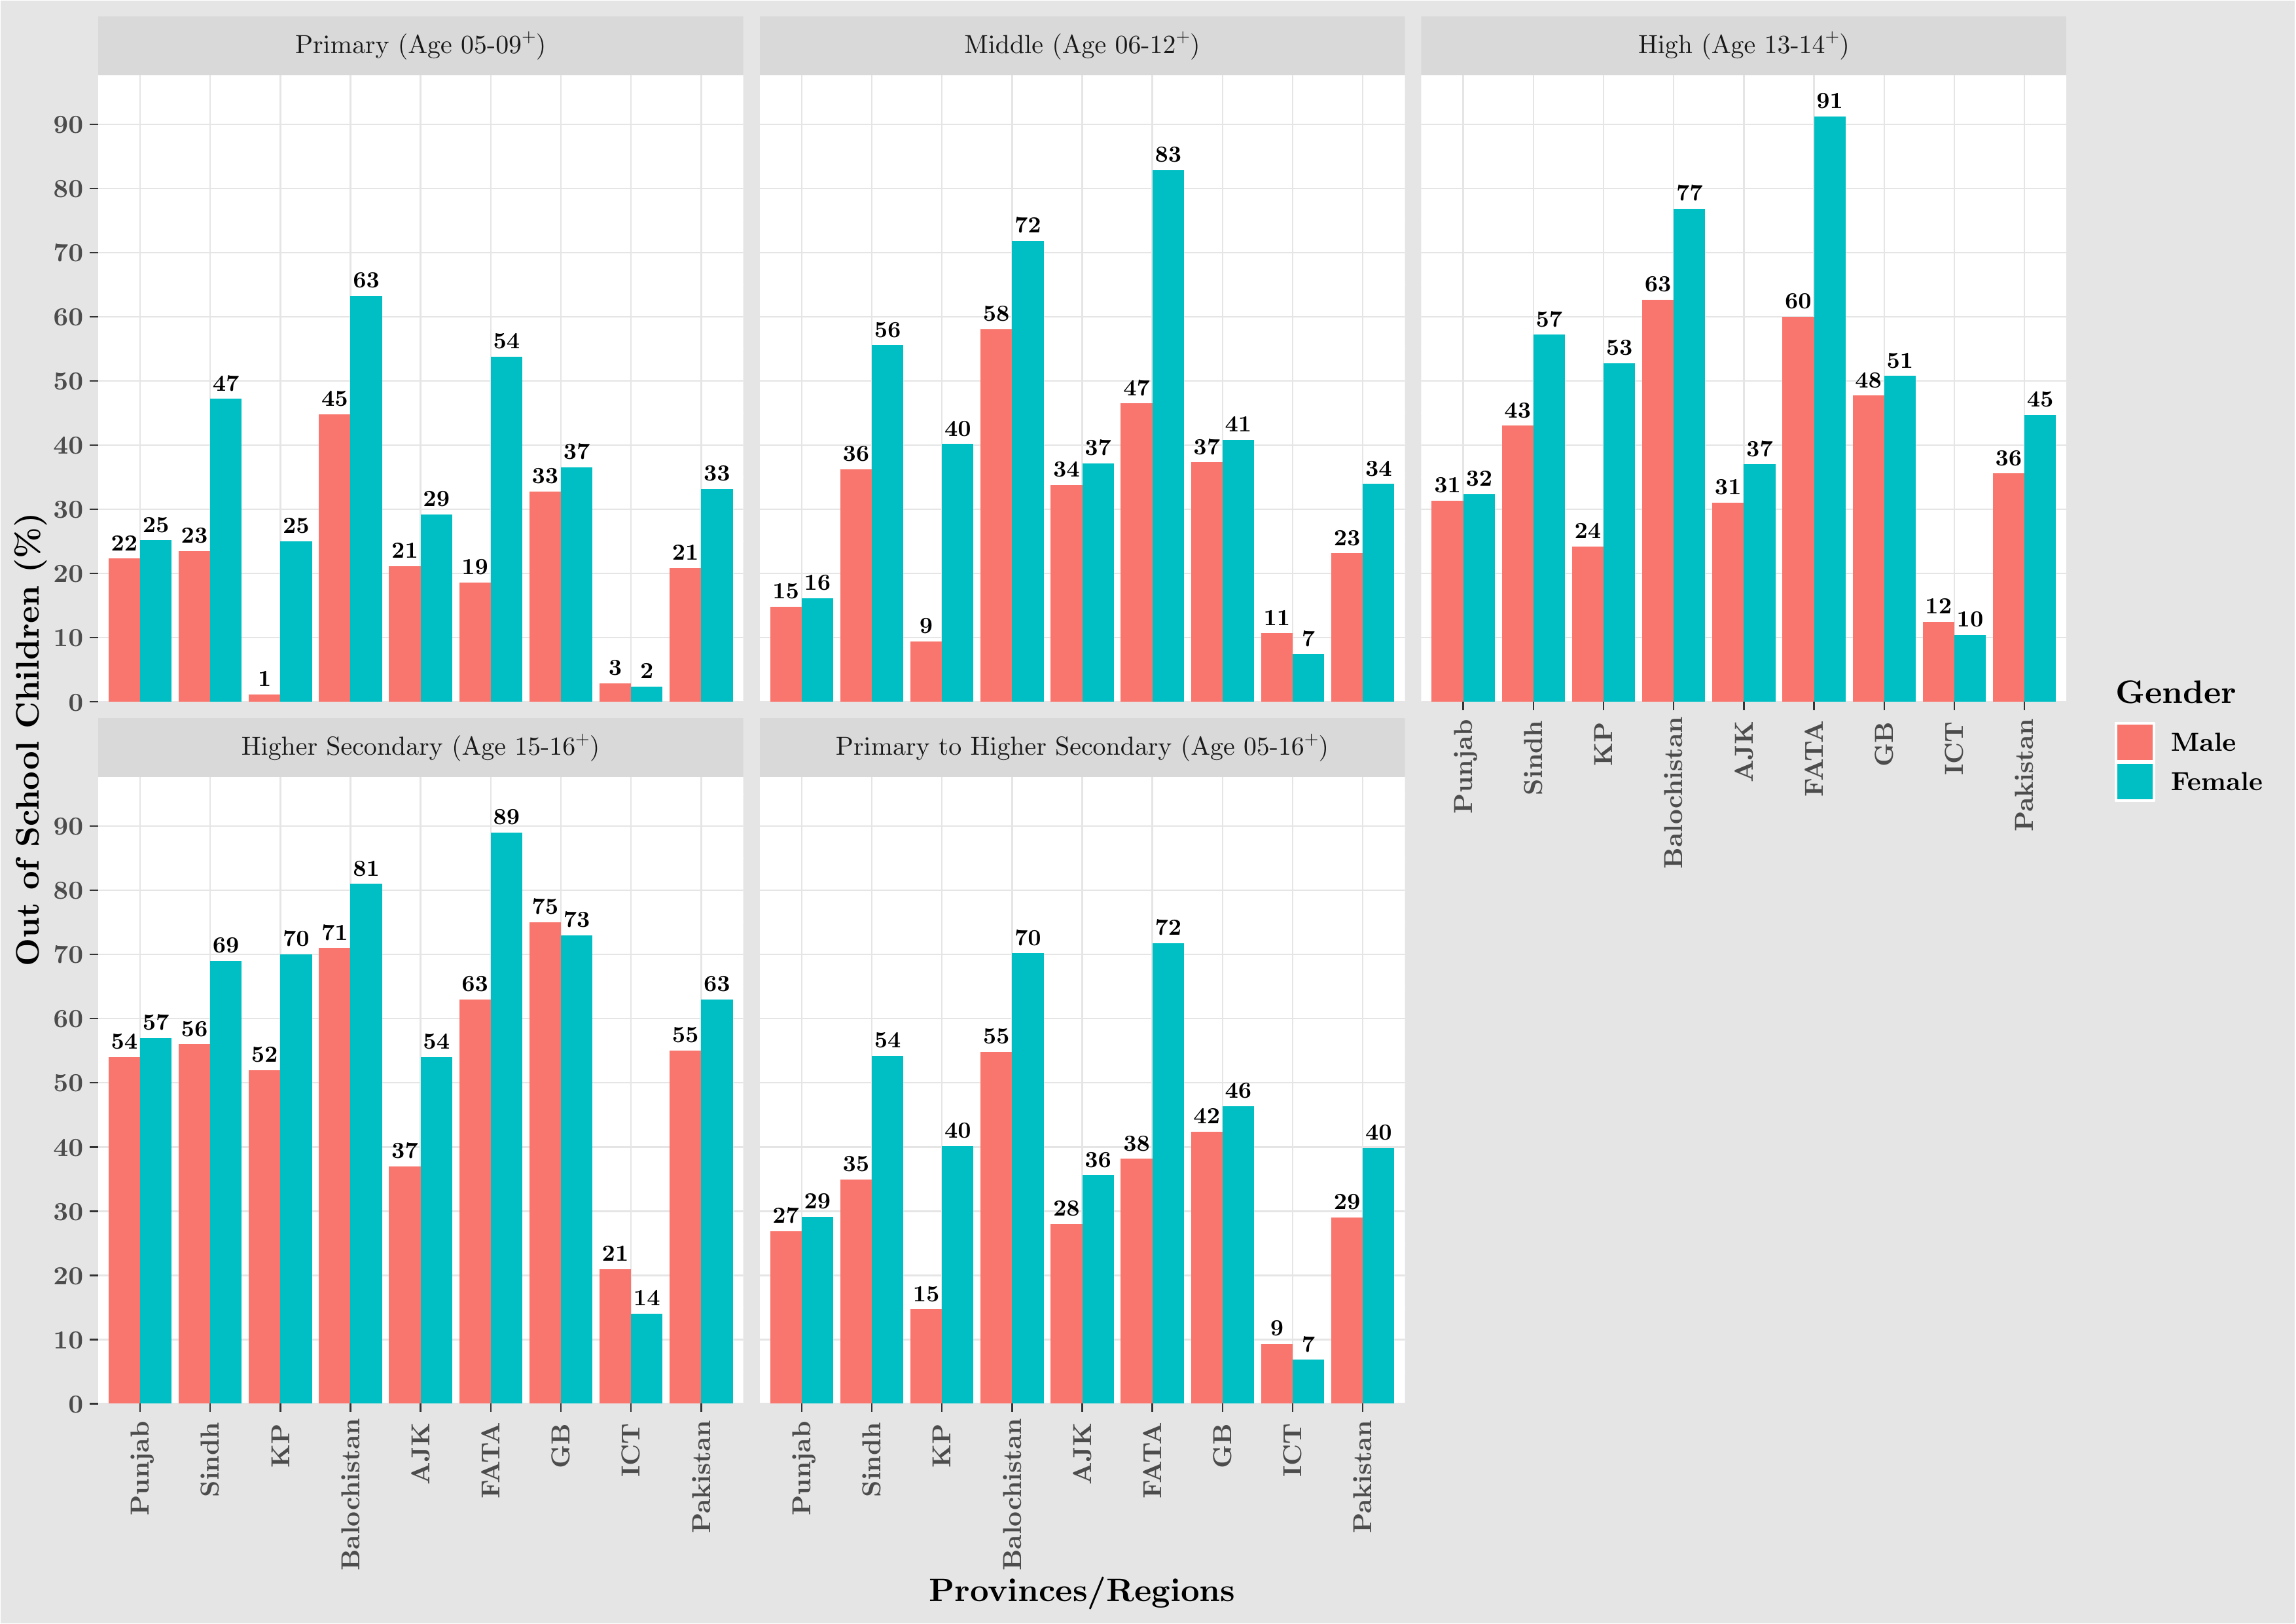 Primary (Age 05-09⁺)
Middle (Age 06-12⁺)
High (Age 13-14⁺)
Out of School Children (%)
90
80
70
60
50
40
30
20
10
0
22 25 23 47 1 25 45 63 21 29 19 54 33 37 3 2 21 33
15 16 36 56 9 40 58 72 34 37 47 83 37 41 11 7 23 34
31 32 43 57 24 53 63 77 31 37 60 91 48 51 12 10 36 45
Punjab
Sindh
KP
Balochistan
AJK
FATA
GB
ICT
Pakistan
Gender
Male
Female
Higher Secondary (Age 15-16⁺)
Primary to Higher Secondary (Age 05-16⁺)
90
80
70
60
50
40
30
20
10
0
54 57 56 69 52 70 71 81 37 54 63 89 75 73 21 14 55 63
27 29 35 54 15 40 55 70 28 36 38 72 42 46 9 7 29 40
Punjab
Sindh
KP
Balochistan
AJK
FATA
GB
ICT
Pakistan
Punjab
Sindh
KP
Balochistan
AJK
FATA
GB
ICT
Pakistan
Provinces/Regions